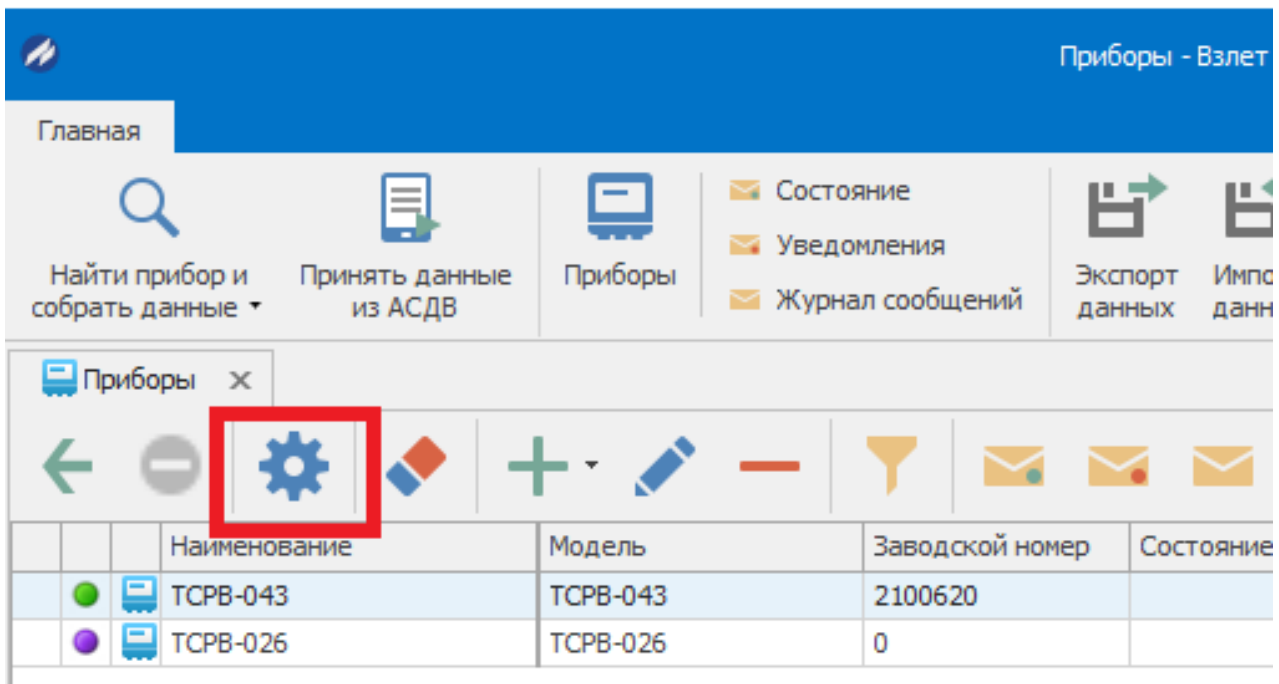 Приборы - Взлет
Главная
Найти прибор и
собрать данные
Принять данные
из АСДВ
Приборы
Состояние
Уведомления
Журнал сообщений
Экспорт
данных
Приборы
Наименование Модель Заводской номер Состояние
ТСРВ-043 ТСРВ-043 2100620
ТСРВ-026 ТСРВ-026 0